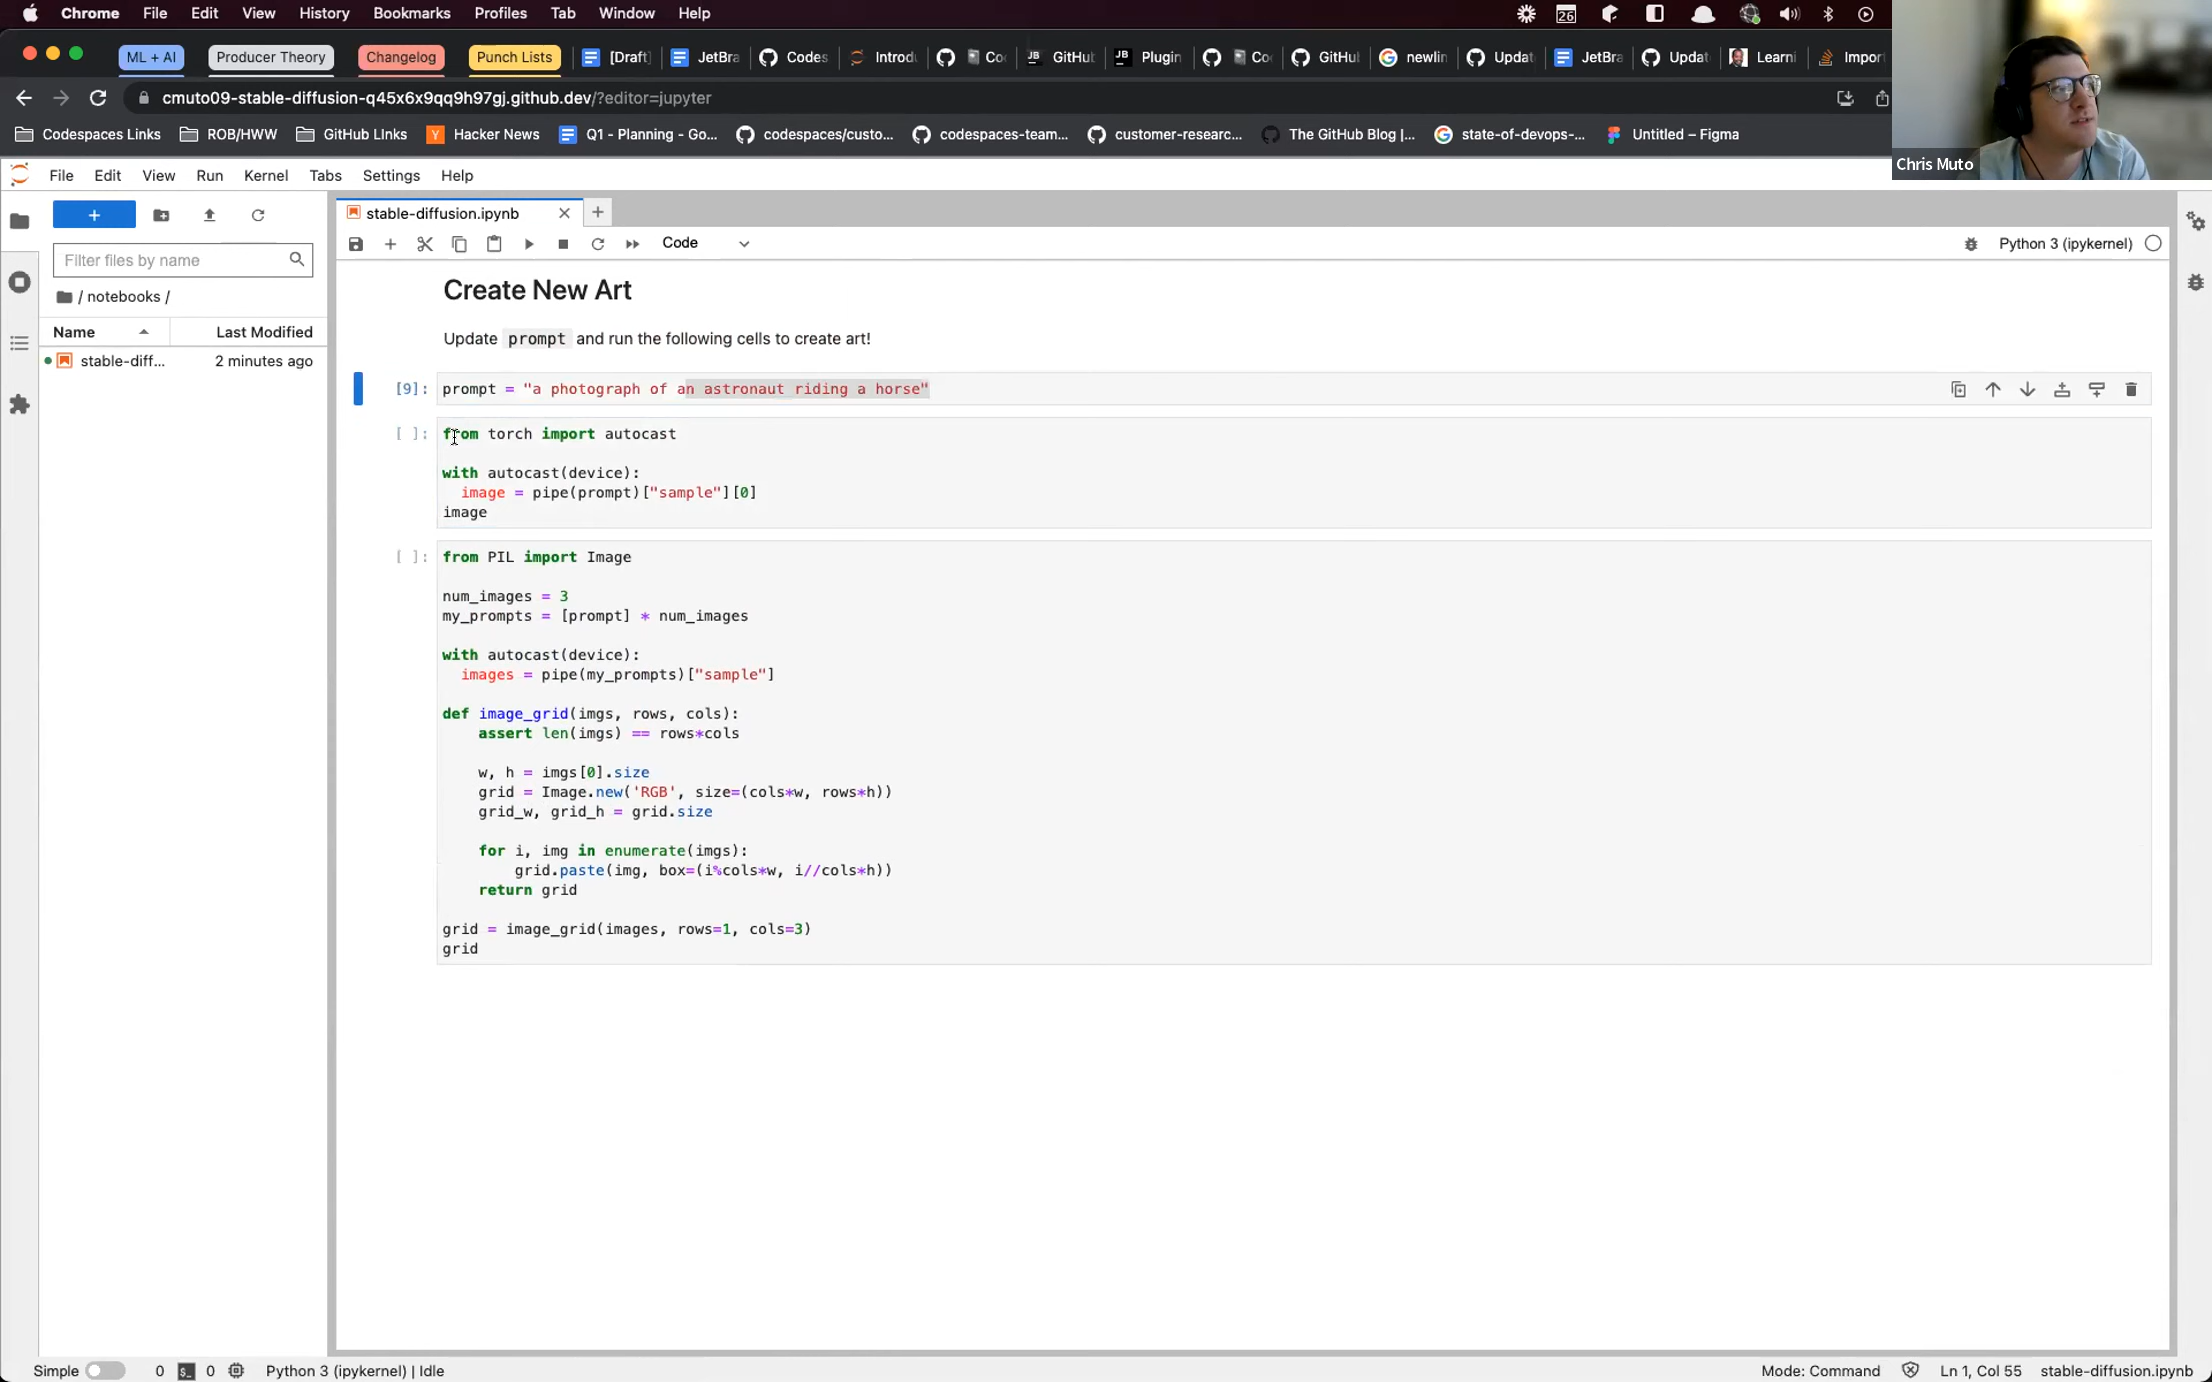 Chrome File Edit View History Bookmarks Profiles Tab Window Help
26
ML + AI Producer Theory Changelog Punch Lists [Draft] JetBra Codes Introdu Co GitHub JB Plugin Co GitHu newlin Updat JetBra Updat Learni Impor
cmuto09-stable-diffusion-q45x6x9qq9h97gj.github.dev/?editor=jupyter
Codespaces Links ROB/HWW GitHub LInks Hacker News Q1 - Planning - Go... codespaces/custo... codespaces-team... customer-researc... The GitHub Blog |... state-of-devops-... Untitled – Figma
Chris Muto
File Edit View Run Kernel Tabs Settings Help
stable-diffusion.ipynb
Code
Python 3 (ipykernel)
Filter files by name
/ notebooks /
Name Last Modified
stable-diff... 2 minutes ago
Create New Art
Update prompt and run the following cells to create art!
[9]: prompt = "a photograph of an astronaut riding a horse"
[ ]: from torch import autocast
with autocast(device):
  image = pipe(prompt)["sample"][0]
image
[ ]: from PIL import Image
num_images = 3
my_prompts = [prompt] * num_images
with autocast(device):
  images = pipe(my_prompts)["sample"]
def image_grid(imgs, rows, cols):
    assert len(imgs) == rows*cols
    w, h = imgs[0].size
    grid = Image.new('RGB', size=(cols*w, rows*h))
    grid_w, grid_h = grid.size
    for i, img in enumerate(imgs):
        grid.paste(img, box=(i%cols*w, i//cols*h))
    return grid
grid = image_grid(images, rows=1, cols=3)
grid
Simple 0 0 Python 3 (ipykernel) | Idle
Mode: Command Ln 1, Col 55 stable-diffusion.ipynb